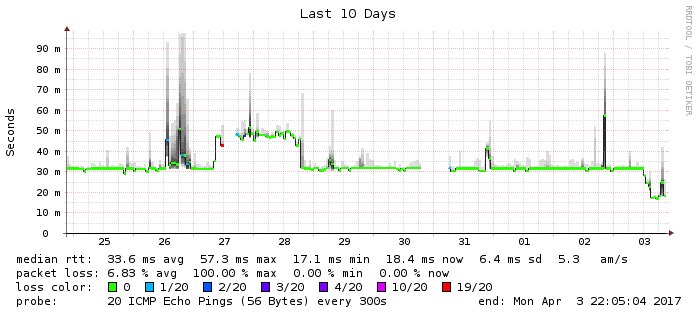 Last 10 Days
RRDTOOL / TOBI OETIKER
Seconds
90 m
80 m
70 m
60 m
50 m
40 m
30 m
20 m
10 m
0
25 26 27 28 29 30 31 01 02 03
median rtt: 33.6 ms avg 57.3 ms max 17.1 ms min 18.4 ms now 6.4 ms sd 5.3 am/s
packet loss: 6.83 % avg 100.00 % max 0.00 % min 0.00 % now
loss color: 0 1/20 2/20 3/20 4/20 10/20 19/20
probe: 20 ICMP Echo Pings (56 Bytes) every 300s end: Mon Apr 3 22:05:04 2017